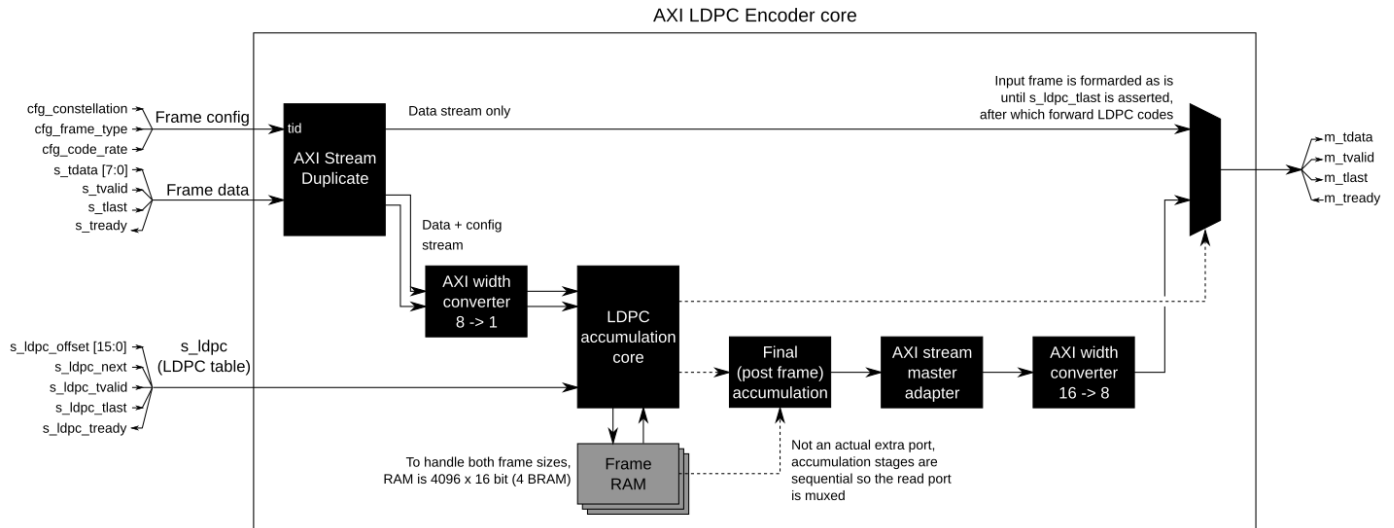 AXI LDPC Encoder core
cfg_constellation
cfg_frame_type
cfg_code_rate
Frame config
s_tdata [7:0]
s_tvalid
s_tlast
s_tready
Frame data
tid
AXI Stream
Duplicate
Data stream only
Input frame is formarded as is
until s_ldpc_tlast is asserted,
after which forward LDPC codes
m_tdata
m_tvalid
m_tlast
m_tready
Data + config
stream
AXI width
converter
8 -> 1
LDPC
accumulation
core
s_ldpc_offset [15:0]
s_ldpc_next
s_ldpc_tvalid
s_ldpc_tlast
s_ldpc_tready
s_ldpc
(LDPC table)
Final
(post frame)
accumulation
AXI stream
master
adapter
AXI width
converter
16 -> 8
To handle both frame sizes,
RAM is 4096 x 16 bit (4 BRAM)
Frame
RAM
Not an actual extra port,
accumulation stages are
sequential so the read port
is muxed